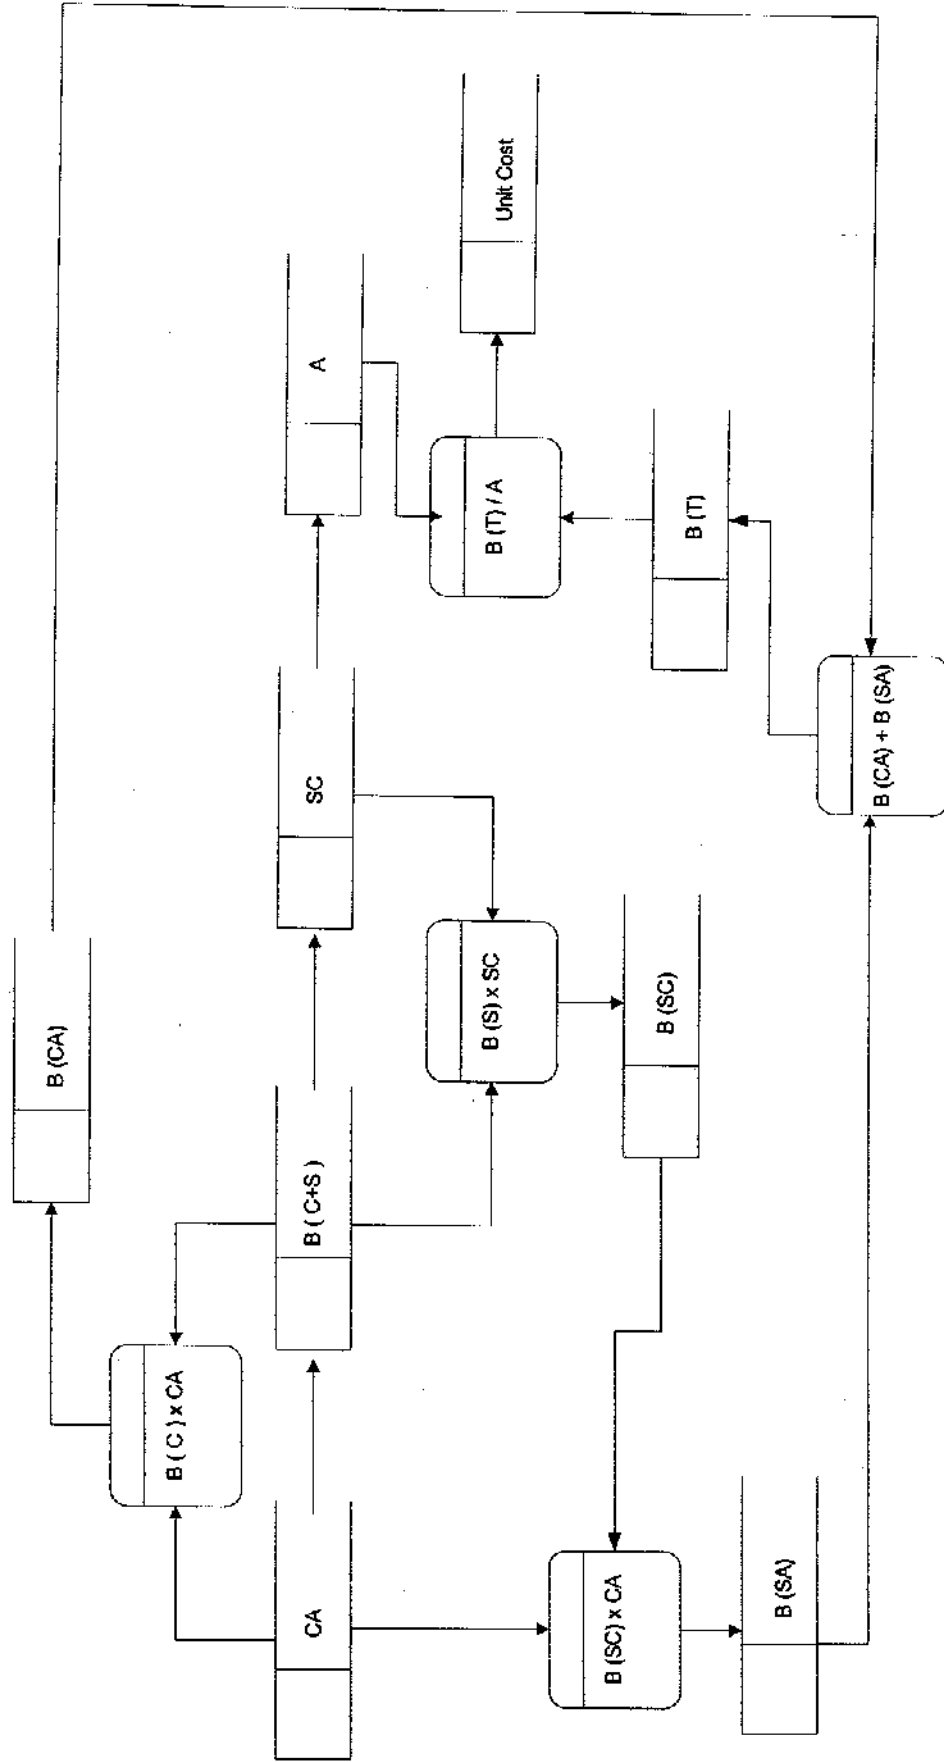 B (CA)
B ( C ) x CA
CA
B ( C+S )
SC
A
B (S) x SC
B (T) / A
Unit Cost
B (SC) x CA
B (SC)
B (T)
B (SA)
B (CA) + B (SA)